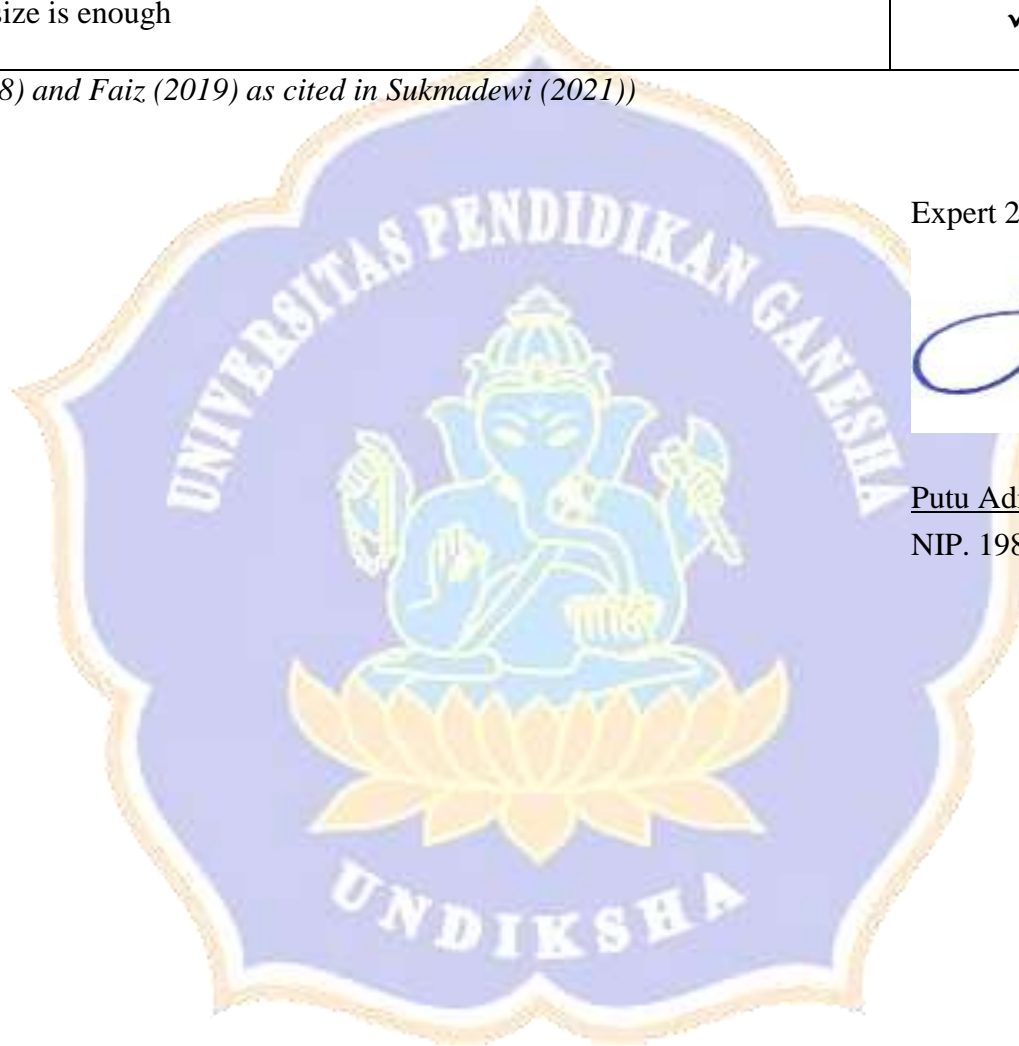 size is enough
8) and Faiz (2019) as cited in Sukmadewi (2021))
Expert 2
UNIVERSITAS PENDIDIKAN GANESHA
Putu Ad
NIP. 198
UNDIKSHA